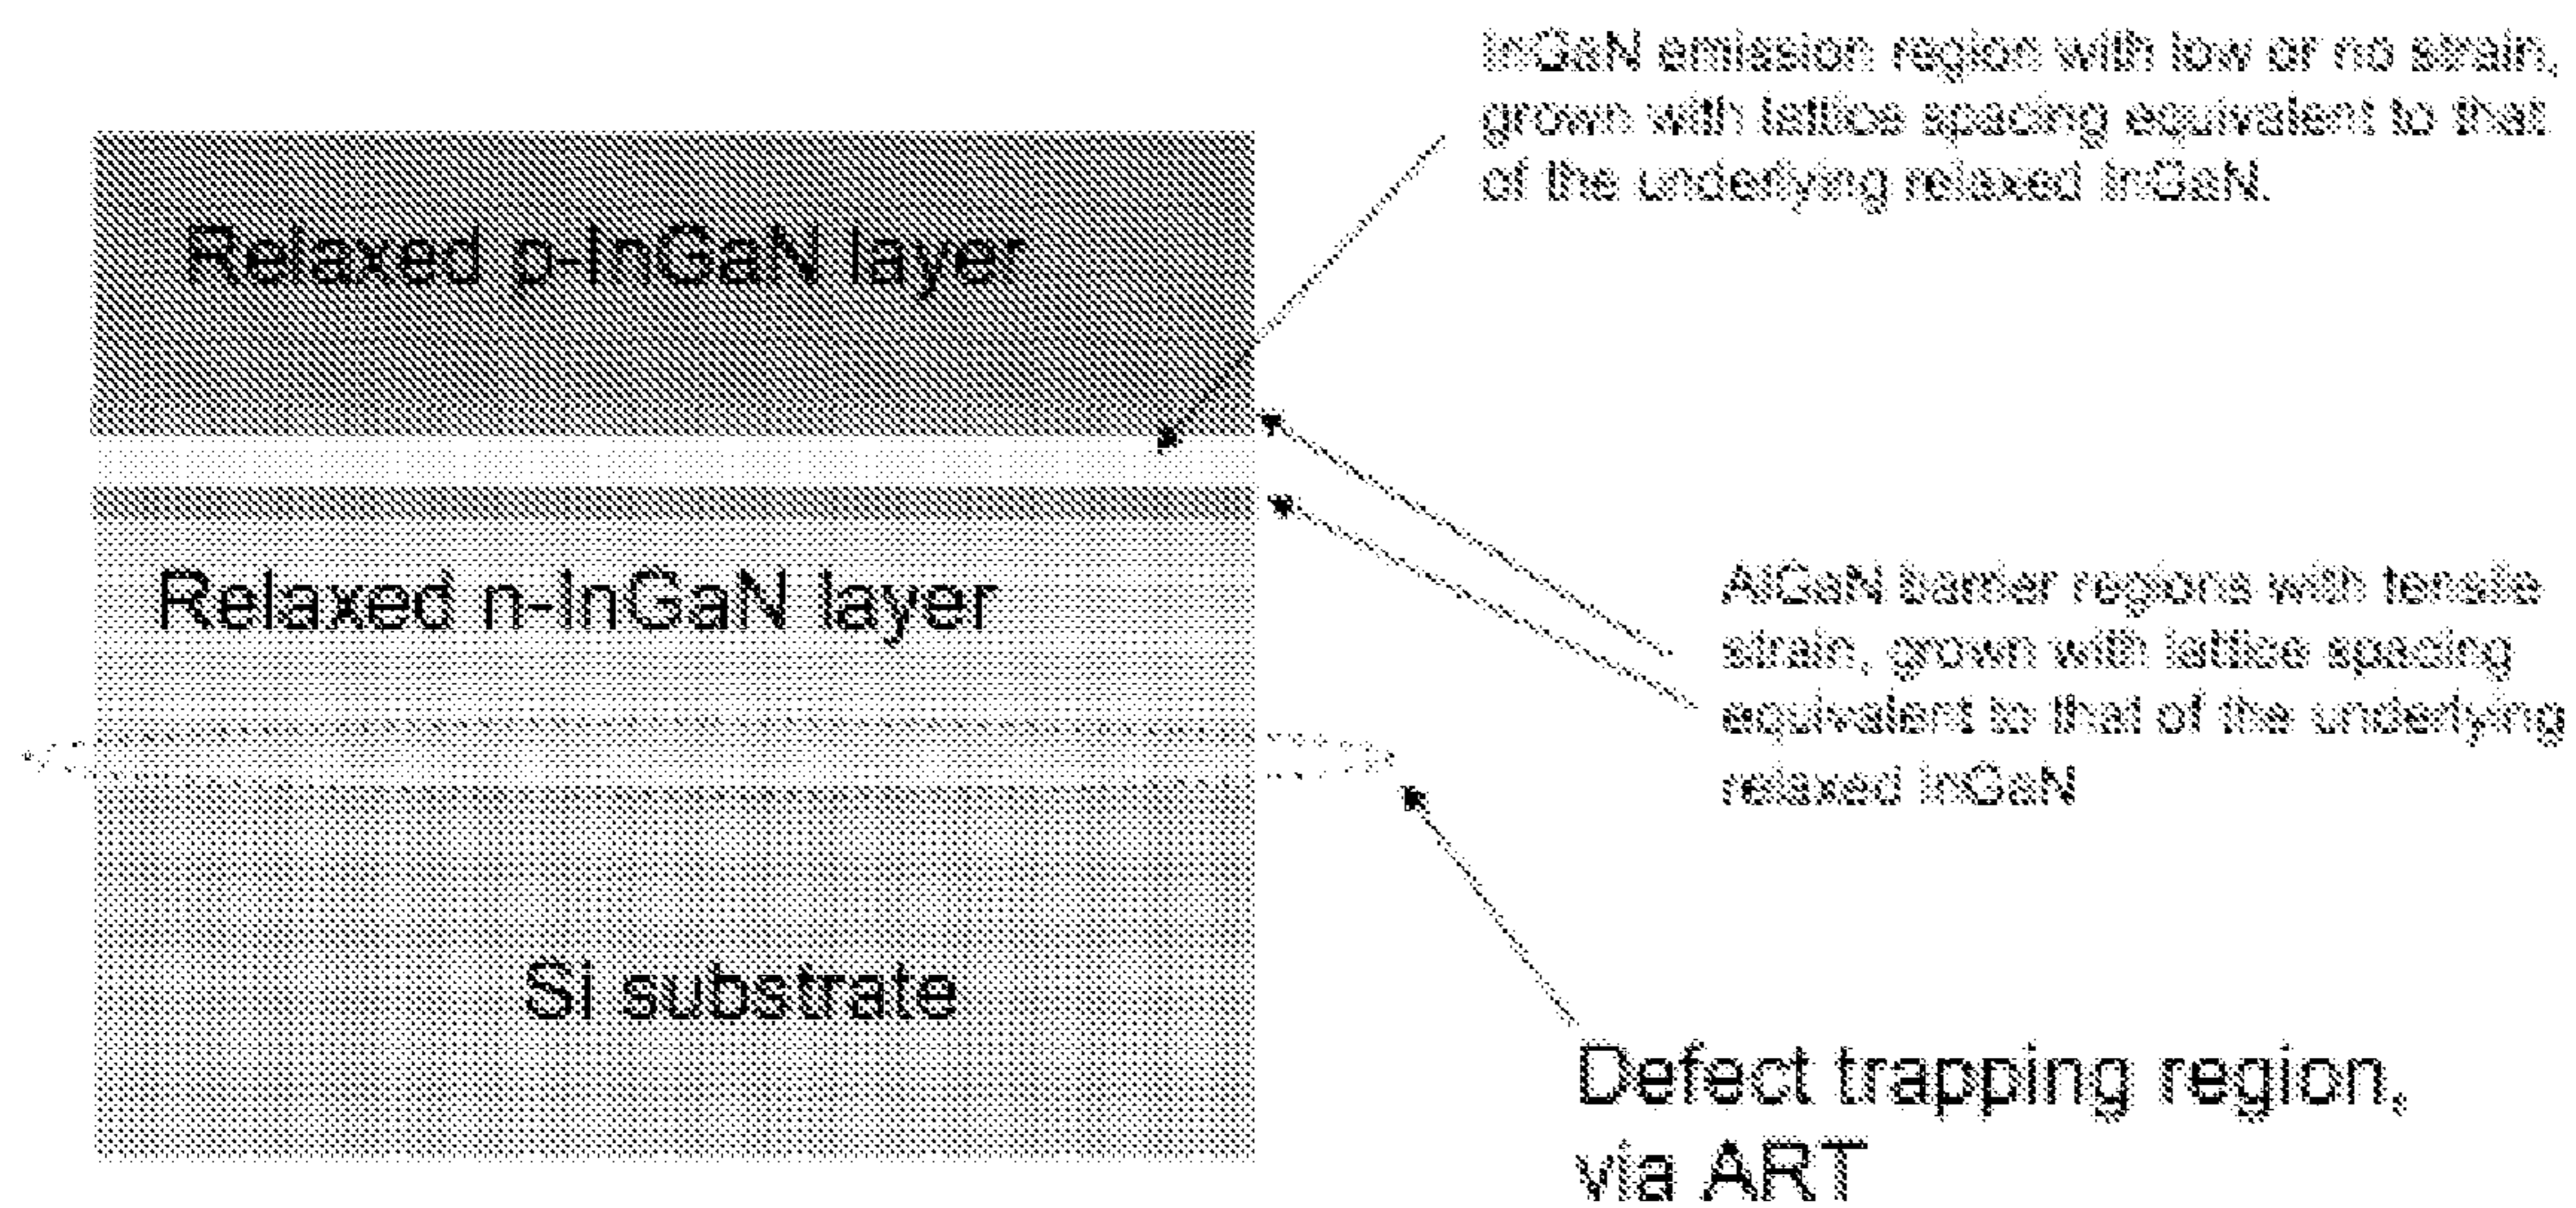 InGaN emission region with low or no strain,
grown with lattice spacing equivalent to that
of the underlying relaxed InGaN.
Relaxed p-InGaN layer
AlGaN barrier regions with tensile
strain, grown with lattice spacing
equivalent to that of the underlying
relaxed InGaN
Relaxed n-InGaN layer
Si substrate
Defect trapping region,
via ART